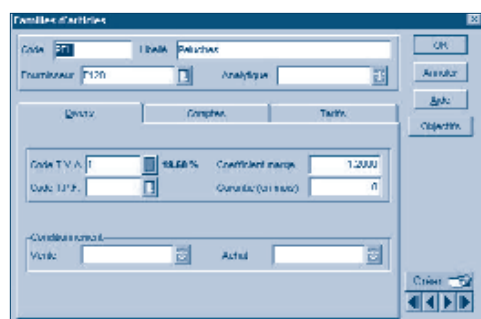 Familles d'articles
Code PEL Libellé Peluches
Fournisseur F120 Analytique
OK
Annuler
Aide
Objectifs
Divers Comptes Tarifs
Code T.V.A. 1 18.60 % Coefficient marge 1.2000
Code T.P.F. Garantie (en mois) 0
Conditionnement
Vente Achat
Créer